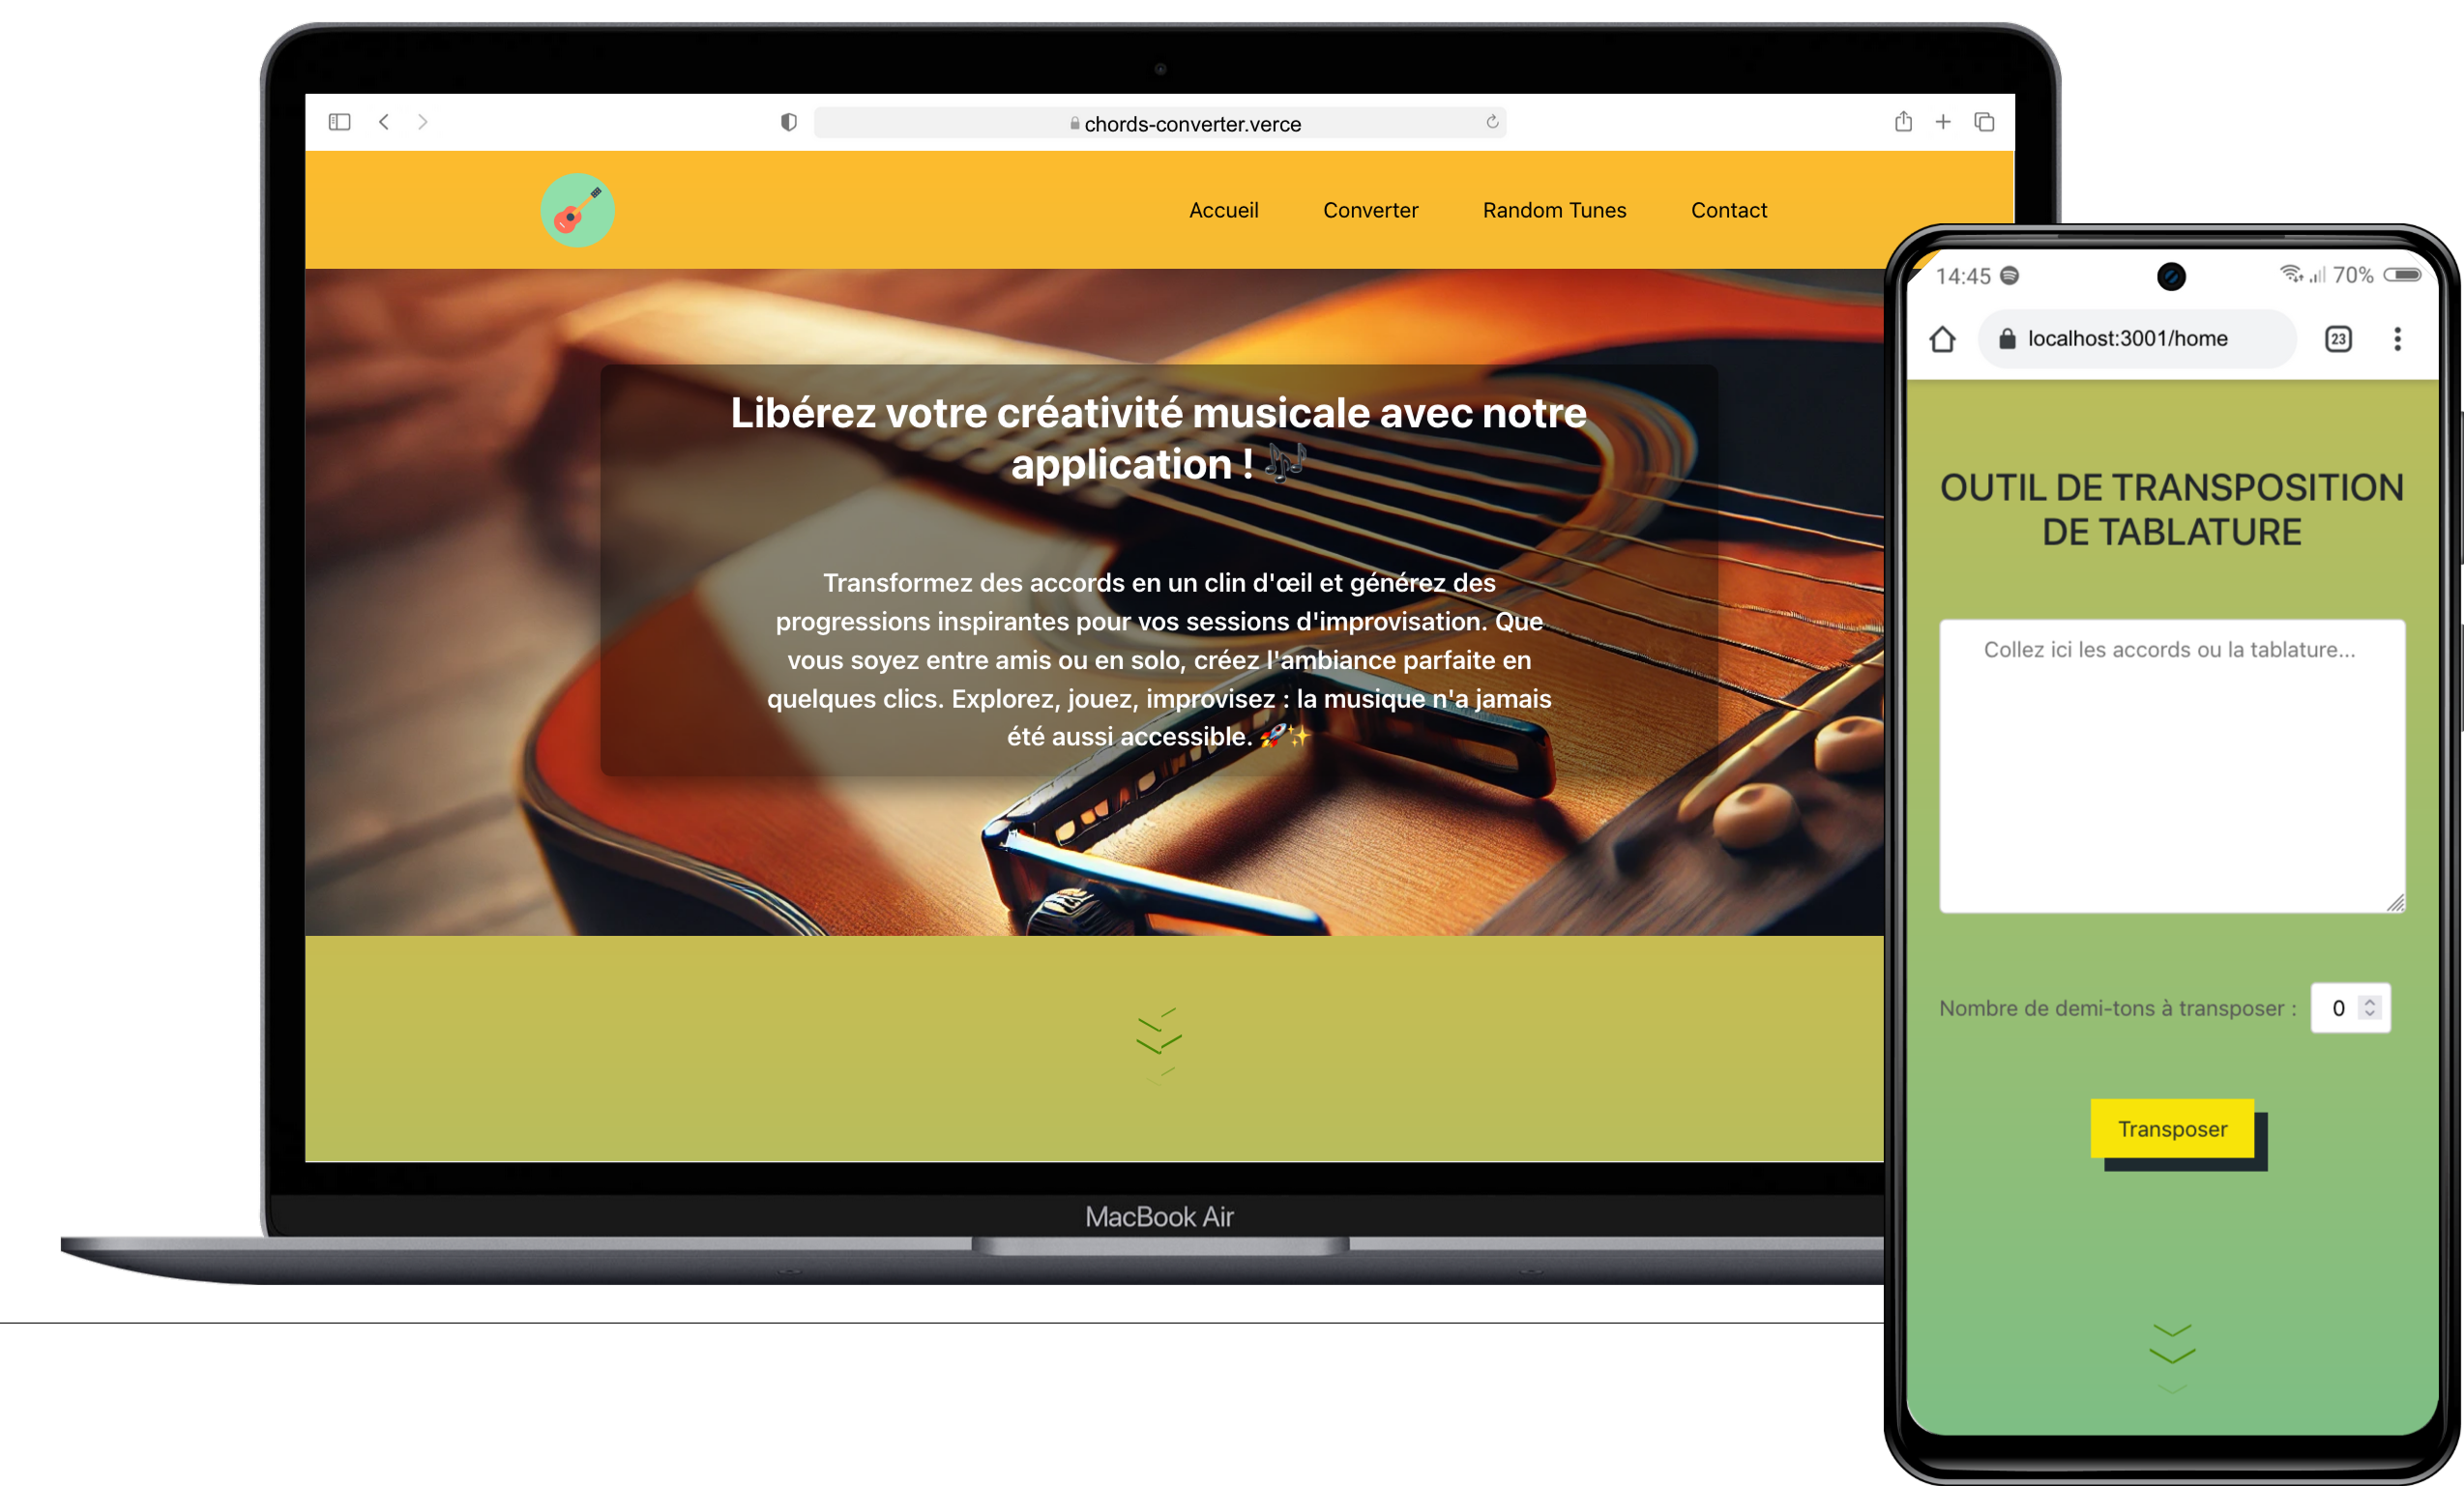 chords-converter.verce
Accueil Converter Random Tunes Contact
Libérez votre créativité musicale avec notre
application ! 🎶
Transformez des accords en un clin d'œil et générez des
progressions inspirantes pour vos sessions d'improvisation. Que
vous soyez entre amis ou en solo, créez l'ambiance parfaite en
quelques clics. Explorez, jouez, improvisez : la musique n'a jamais
été aussi accessible. 🚀✨
MacBook Air
14:45 70%
localhost:3001/home 23
OUTIL DE TRANSPOSITION
DE TABLATURE
Collez ici les accords ou la tablature...
Nombre de demi-tons à transposer : 0
Transposer